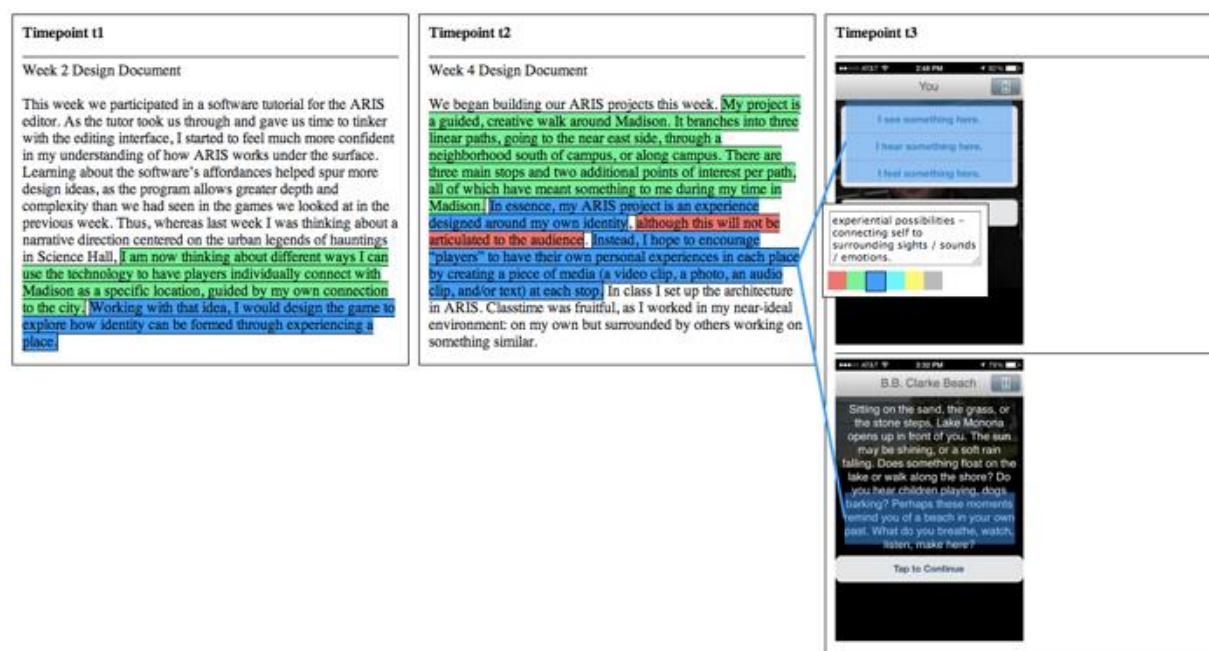 Timepoint t1
Week 2 Design Document
This week we participated in a software tutorial for the ARIS
editor. As the tutor took us through and gave us time to tinker
with the editing interface, I started to feel much more confident
in my understanding of how ARIS works under the surface.
Learning about the software's affordances helped spur more
design ideas, as the program allows greater depth and
complexity than we had seen in the games we looked at in the
previous week. Thus, whereas last week I was thinking about a
narrative direction centered on the urban legends of hauntings
in Science Hall, I am now thinking about different ways I can
use the technology to have players individually connect with
Madison as a specific location, guided by my own connection
to the city. Working with that idea, I would design the game to
explore how identity can be formed through experiencing a
place.
Timepoint t2
Week 4 Design Document
We began building our ARIS projects this week. My project is
a guided, creative walk around Madison. It branches into three
linear paths, going to the near east side, through a
neighborhood south of campus, or along campus. There are
three main stops and two additional points of interest per path,
all of which have meant something to me during my time in
Madison. In essence, my ARIS project is an experience
designed around my own identity, although this will not be
articulated to the audience. Instead, I hope to encourage
"players" to have their own personal experiences in each place
by creating a piece of media (a video clip, a photo, an audio
clip, and/or text) at each stop. In class I set up the architecture
in ARIS. Classtime was fruitful, as I worked in my near-ideal
environment: on my own but surrounded by others working on
something similar.
Timepoint t3
AT&T 2:48 PM
You
I see something here.
I hear something here.
I feel something here.
experiential possibilities –
connecting self to
surrounding sights / sounds
/ emotions.
AT&T 3:32 PM
B.B. Clarke Beach
Sitting on the sand, the grass, or
the stone steps, Lake Monona
opens up in front of you. The sun
may be shining, or a soft rain
falling. Does something float on the
lake or walk along the shore? Do
you hear children playing, dogs
barking? Perhaps these moments
remind you of a beach in your own
past. What do you breathe, watch,
listen, make here?
Tap to Continue